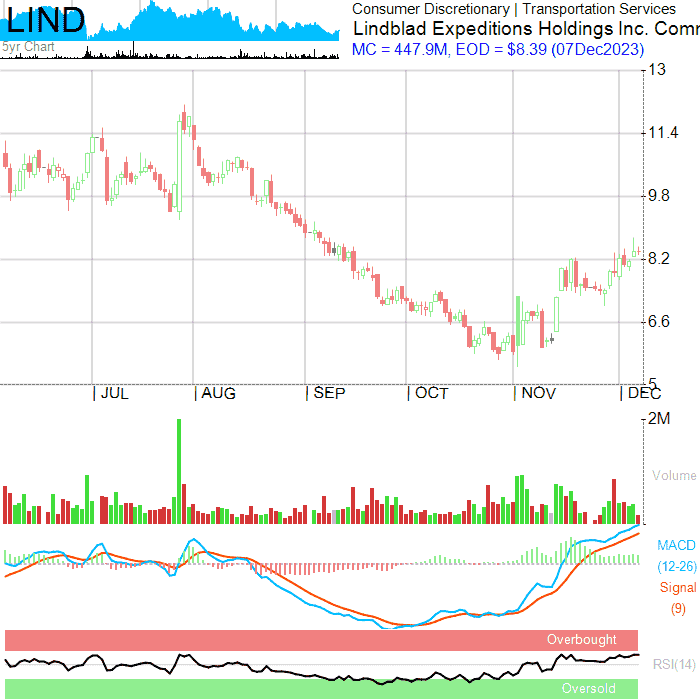 LIND
5yr Chart
Consumer Discretionary | Transportation Services
Lindblad Expeditions Holdings Inc. Comm
MC = 447.9M, EOD = $8.39 (07Dec2023)
13
11.4
9.8
8.2
6.6
5
JUL AUG SEP OCT NOV DEC
2M
Volume
MACD
(12-26)
Signal
(9)
Overbought
RSI(14)
Oversold